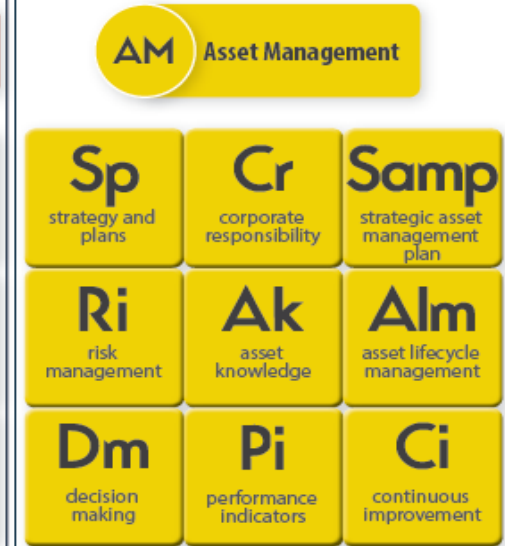 AM Asset Management
Sp
strategy and
plans
Cr
corporate
responsibility
Samp
strategic asset
management
plan
Ri
risk
management
Ak
asset
knowledge
Alm
asset lifecycle
management
Dm
decision
making
Pi
performance
indicators
Ci
continuous
improvement